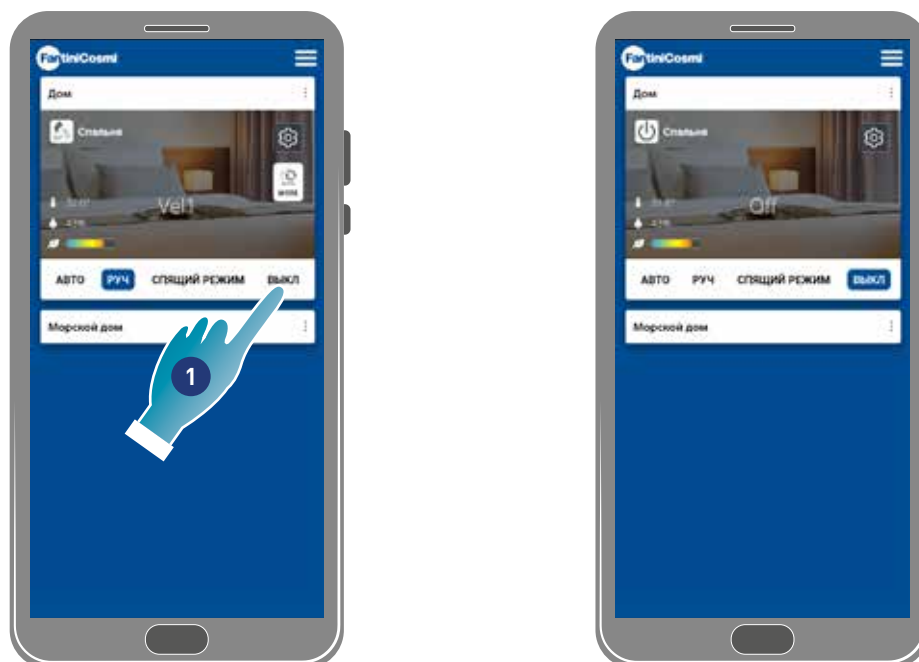 FantiniCosmi
Дом
Спальня
Vel1
АВТО РУЧ СПЯЩИЙ РЕЖИМ ВЫКЛ
Морской дом
1
FantiniCosmi
Дом
Спальня
Off
АВТО РУЧ СПЯЩИЙ РЕЖИМ ВЫКЛ
Морской дом